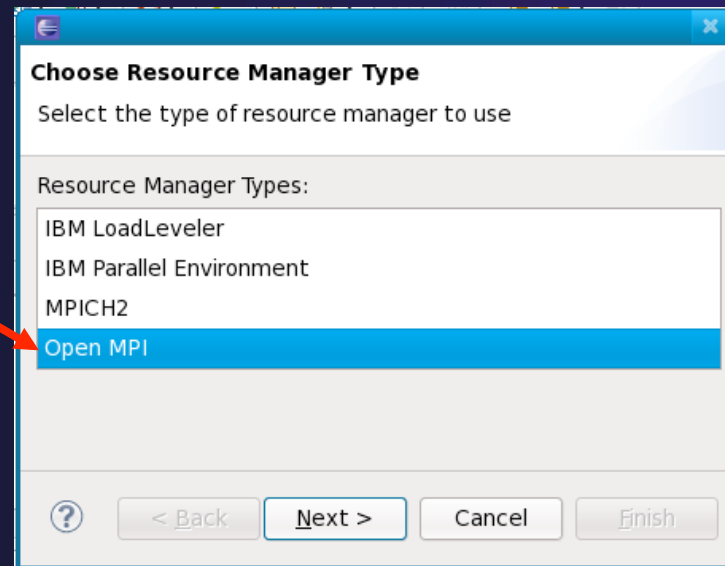 Choose Resource Manager Type
Select the type of resource manager to use
Resource Manager Types:
IBM LoadLeveler
IBM Parallel Environment
MPICH2
Open MPI
? < Back Next > Cancel Finish